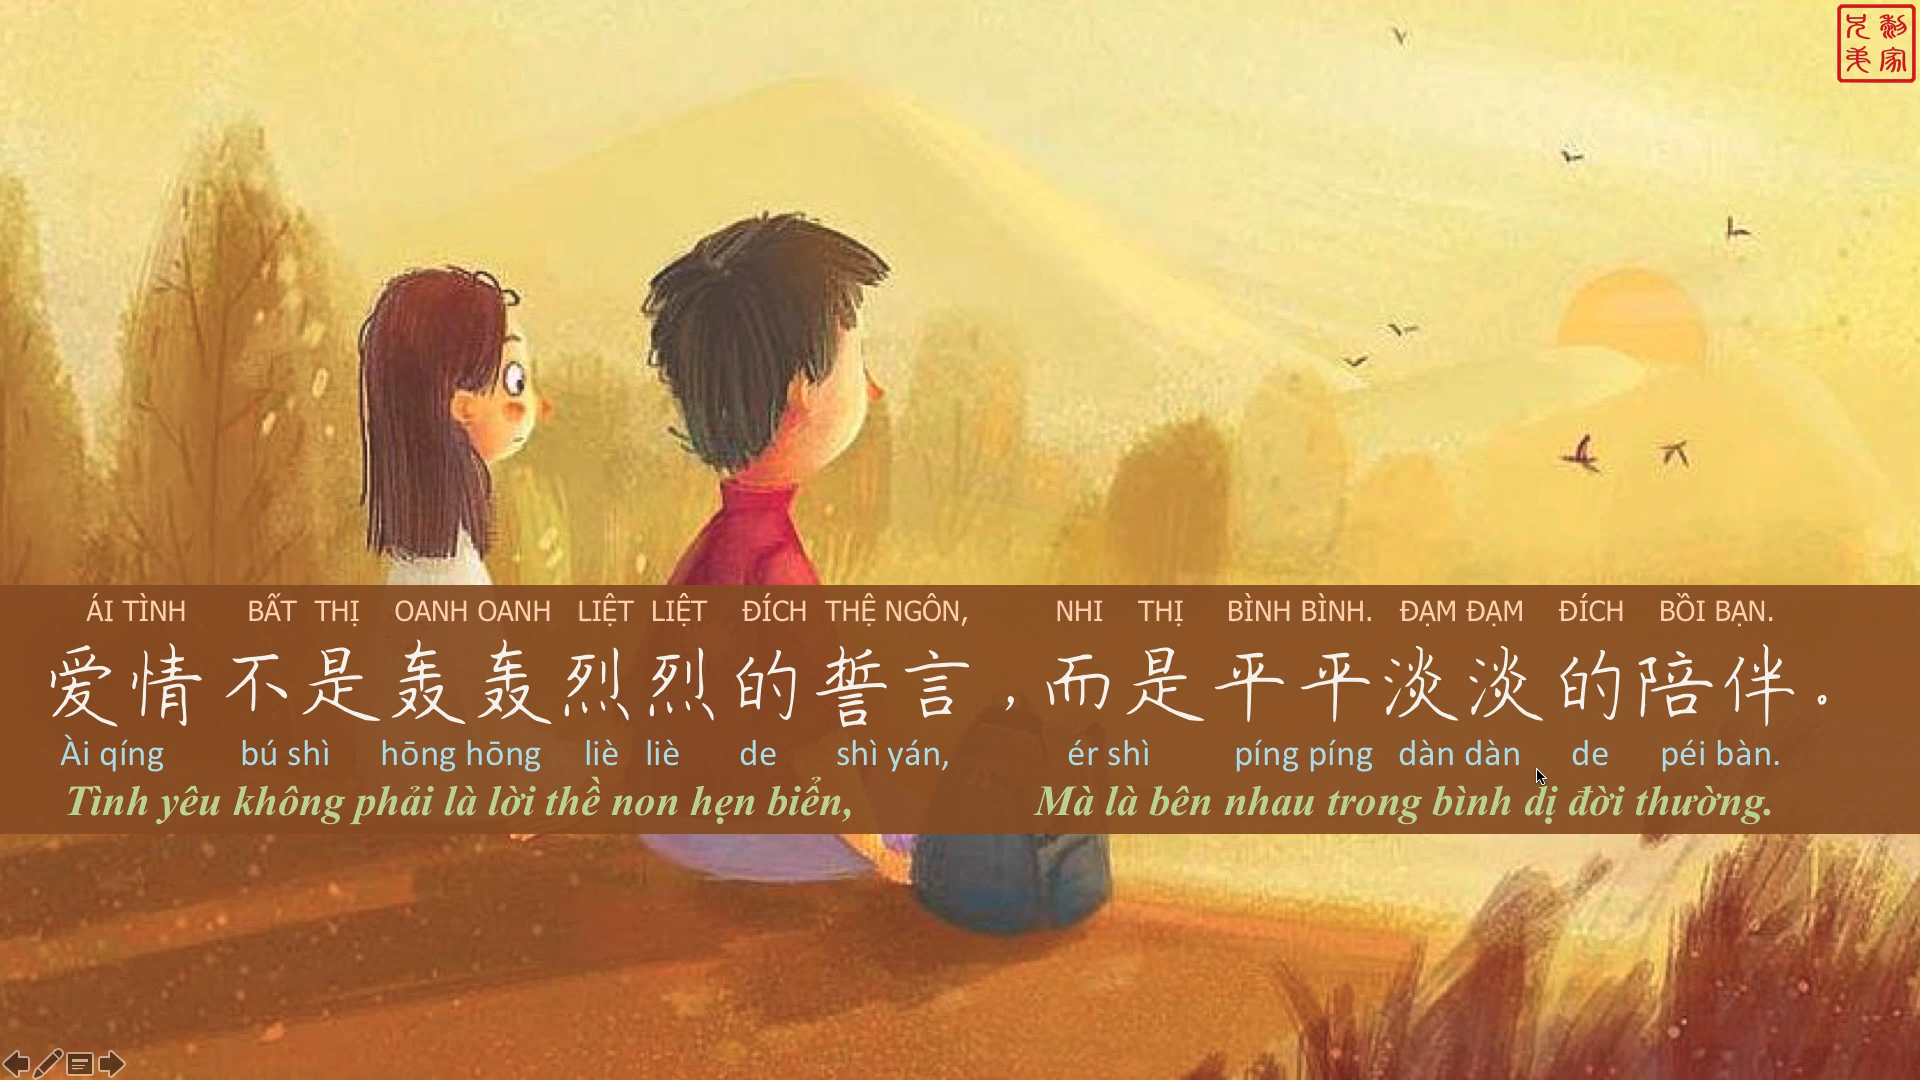 ÁI TÌNH BẤT THỊ OANH OANH LIỆT LIỆT ĐÍCH THỆ NGÔN, NHI THỊ BÌNH BÌNH. ĐẠM ĐẠM ĐÍCH BỒI BẠN.
爱情不是轰轰烈烈的誓言，而是平平淡淡的陪伴。
Ài qíng bú shì hōng hōng liè liè de shì yán, ér shì píng píng dàn dàn de péi bàn.
Tình yêu không phải là lời thề non hẹn biển, Mà là bên nhau trong bình dị đời thường.